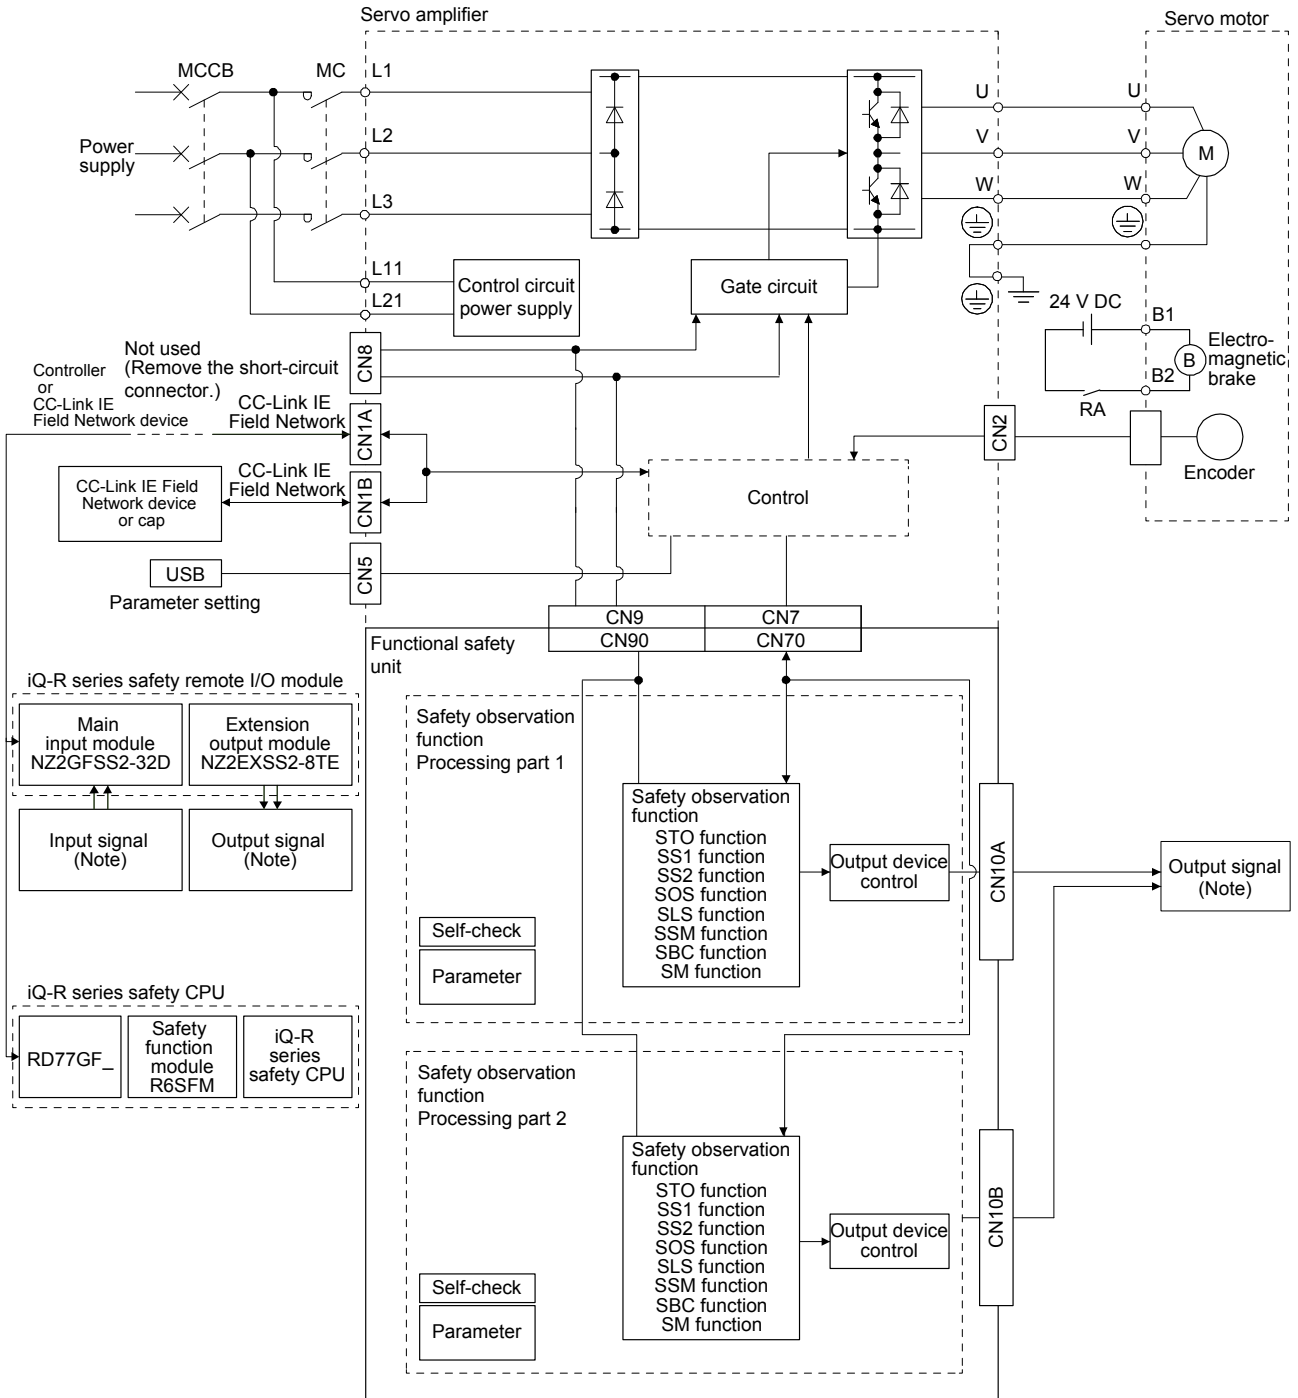 Servo amplifier
Servo motor
MCCB
MC
L1
L2
L3
Power
supply
U
V
W
U
V
W
M
L11
L21
Control circuit
power supply
Gate circuit
24 V DC
B1
B2
B
RA
Electro-
magnetic
brake
Not used
(Remove the short-circuit
connector.)
CN8
Controller
or
CC-Link IE
Field Network device
CC-Link IE
Field Network
CN1A
CC-Link IE
Field Network
CN1B
CC-Link IE Field
Network device
or cap
Control
CN2
Encoder
USB
CN5
Parameter setting
CN9
CN7
CN90
CN70
Functional safety
unit
iQ-R series safety remote I/O module
Main
input module
NZ2GFSS2-32D
Extension
output module
NZ2EXSS2-8TE
Input signal
(Note)
Output signal
(Note)
Safety observation
function
Processing part 1
Safety observation
function
STO function
SS1 function
SS2 function
SOS function
SLS function
SSM function
SBC function
SM function
Output device
control
CN10A
Output signal
(Note)
Self-check
Parameter
iQ-R series safety CPU
RD77GF_
Safety
function
module
R6SFM
iQ-R
series
safety CPU
Safety observation
function
Processing part 2
Safety observation
function
STO function
SS1 function
SS2 function
SOS function
SLS function
SSM function
SBC function
SM function
Output device
control
CN10B
Self-check
Parameter